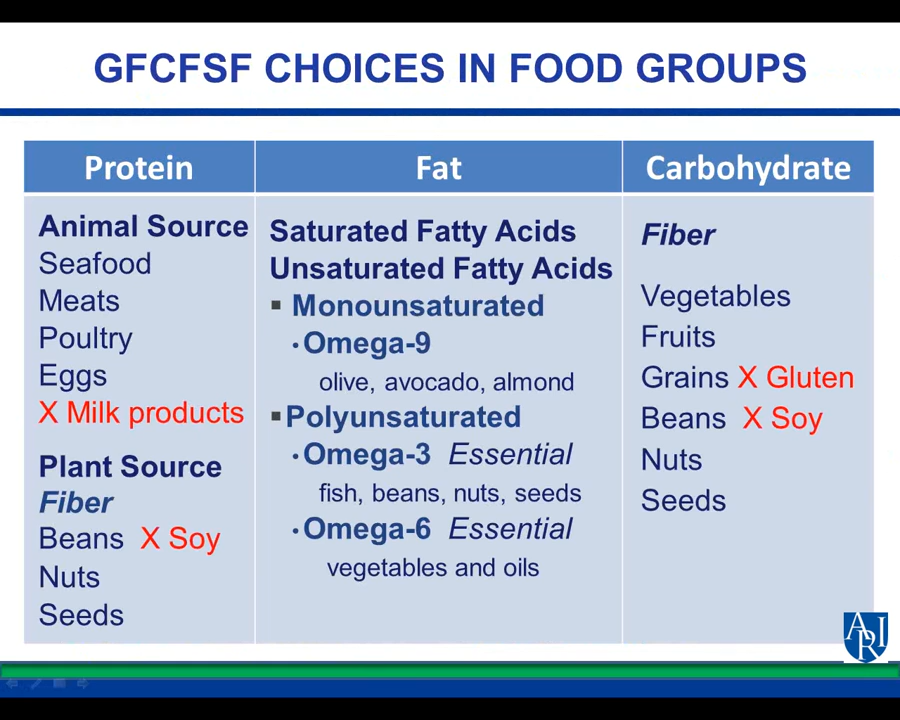 GFCFSF CHOICES IN FOOD GROUPS
Protein
Animal Source
Seafood
Meats
Poultry
Eggs
X Milk products
Plant Source
Fiber
Beans X Soy
Nuts
Seeds
Fat
Saturated Fatty Acids
Unsaturated Fatty Acids
▪ Monounsaturated
• Omega-9
olive, avocado, almond
▪ Polyunsaturated
• Omega-3 Essential
fish, beans, nuts, seeds
• Omega-6 Essential
vegetables and oils
Carbohydrate
Fiber
Vegetables
Fruits
Grains X Gluten
Beans X Soy
Nuts
Seeds
ARI